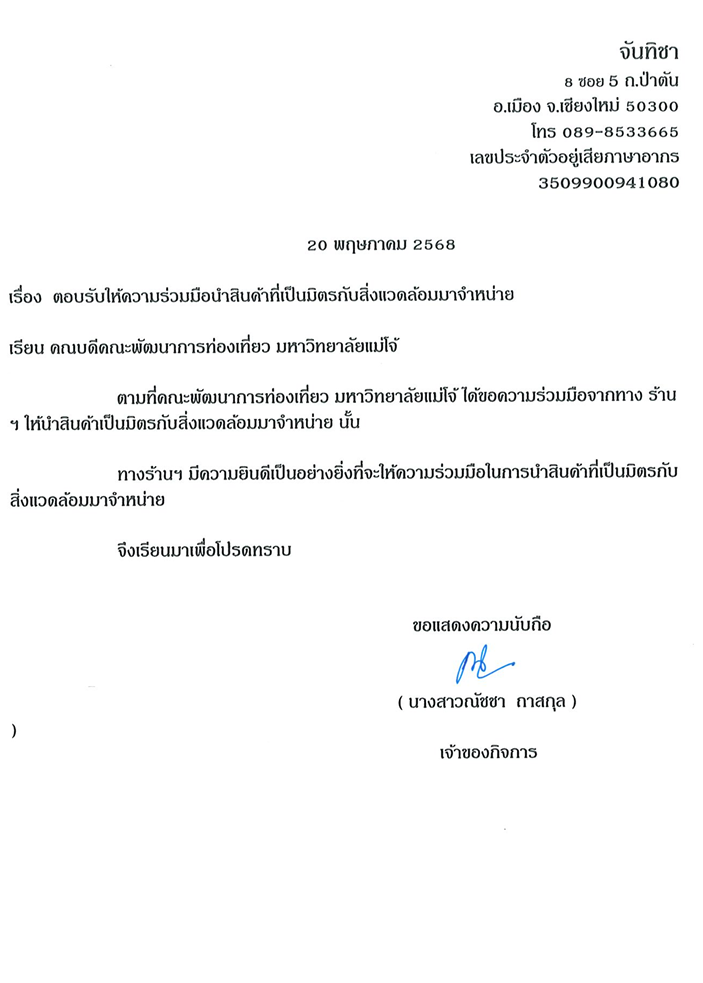 จันทิชา
8 ซอย 5 ถ.ป่าตัน
อ.เมือง จ.เชียงใหม่ 50300
โทร 089-8533665
เลขประจำตัวอยู่เสียภาษาอากร
3509900941080
20 พฤษภาคม 2568
เรื่อง ตอบรับให้ความร่วมมือนำสินค้าที่เป็นมิตรกับสิ่งแวดล้อมมาจำหน่าย
เรียน คณบดีคณะพัฒนาการท่องเที่ยว มหาวิทยาลัยแม่โจ้
ตามที่คณะพัฒนาการท่องเที่ยว มหาวิทยาลัยแม่โจ้ ได้ขอความร่วมมือจากทาง ร้าน
ฯ ให้นำสินค้าเป็นมิตรกับสิ่งแวดล้อมมาจำหน่าย นั้น
ทางร้านฯ มีความยินดีเป็นอย่างยิ่งที่จะให้ความร่วมมือในการนำสินค้าที่เป็นมิตรกับ
สิ่งแวดล้อมมาจำหน่าย
จึงเรียนมาเพื่อโปรดทราบ
ขอแสดงความนับถือ
( นางสาวณัชชา ถาสกุล )
)
เจ้าของกิจการ